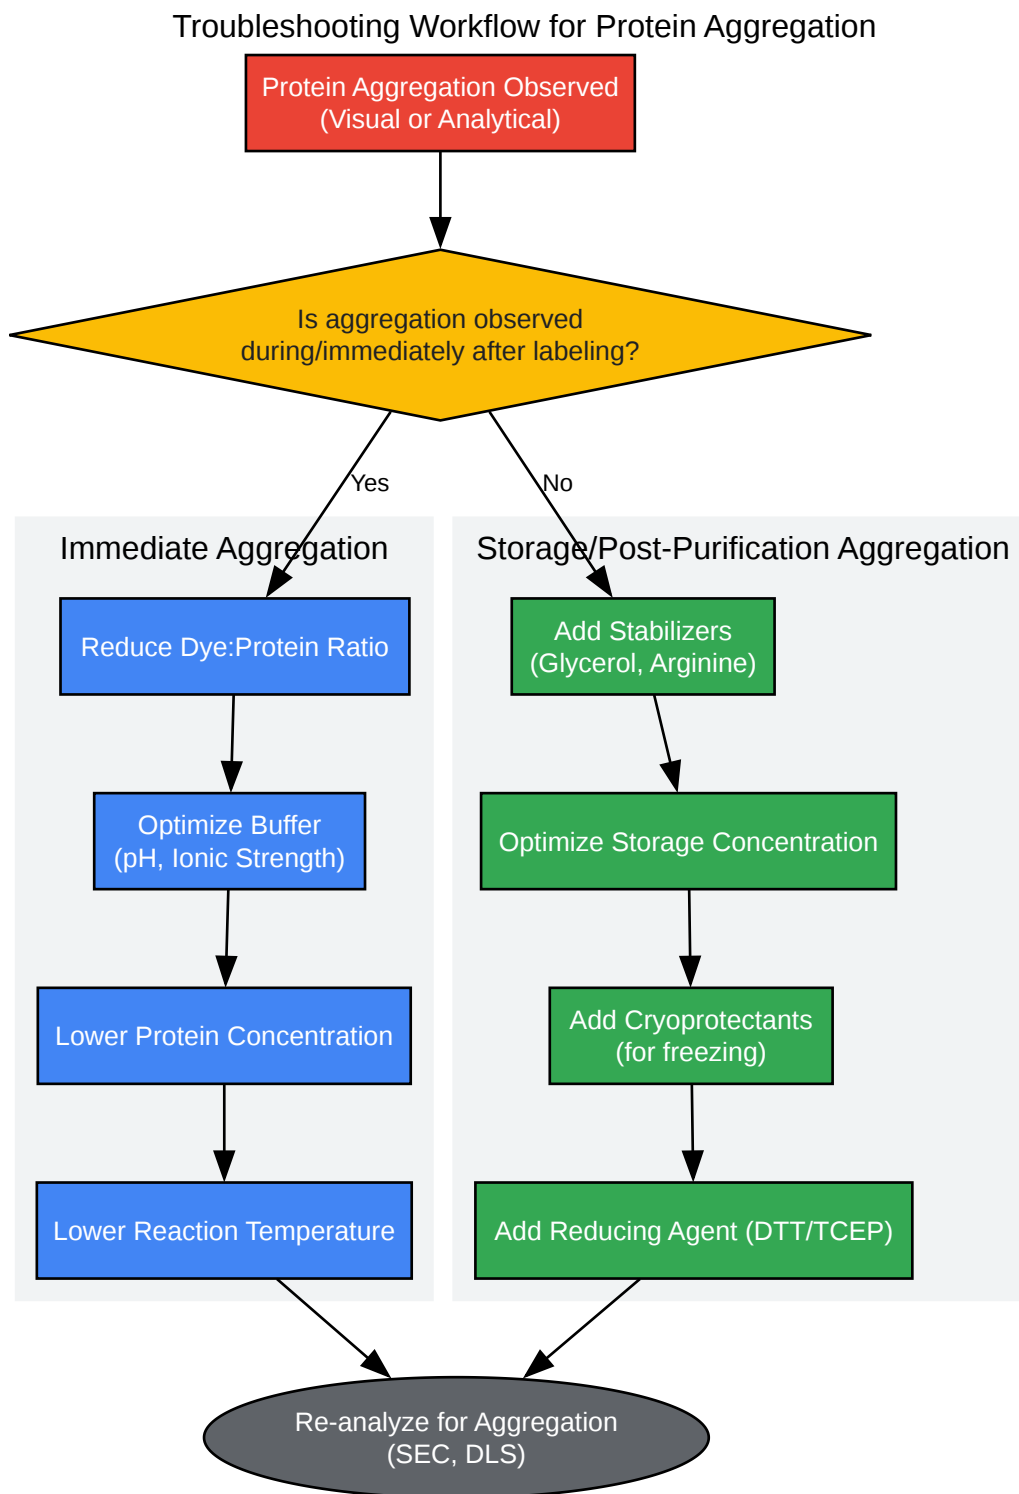 Troubleshooting Workflow for Protein Aggregation
Protein Aggregation Observed
(Visual or Analytical)
Is aggregation observed
during/immediately after labeling?
Yes
No
Immediate Aggregation
Reduce Dye:Protein Ratio
Optimize Buffer
(pH, Ionic Strength)
Lower Protein Concentration
Lower Reaction Temperature
Storage/Post-Purification Aggregation
Add Stabilizers
(Glycerol, Arginine)
Optimize Storage Concentration
Add Cryoprotectants
(for freezing)
Add Reducing Agent (DTT/TCEP)
Re-analyze for Aggregation
(SEC, DLS)